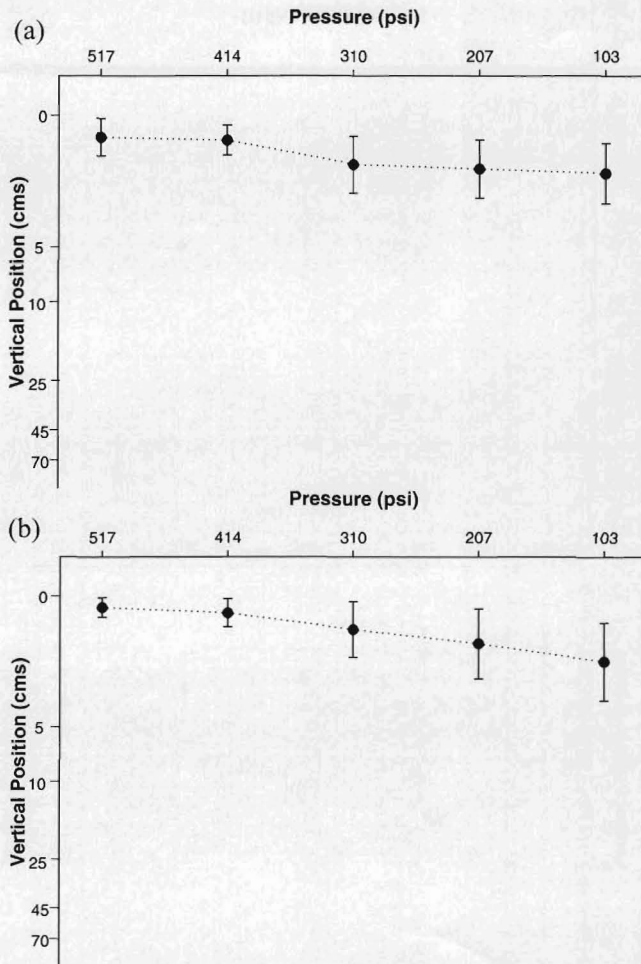 Pressure (psi)
(a)
517 414 310 207 103
0
5
10
25
45
70
Vertical Position (cms)
Pressure (psi)
(b)
517 414 310 207 103
0
5
10
25
45
70
Vertical Position (cms)